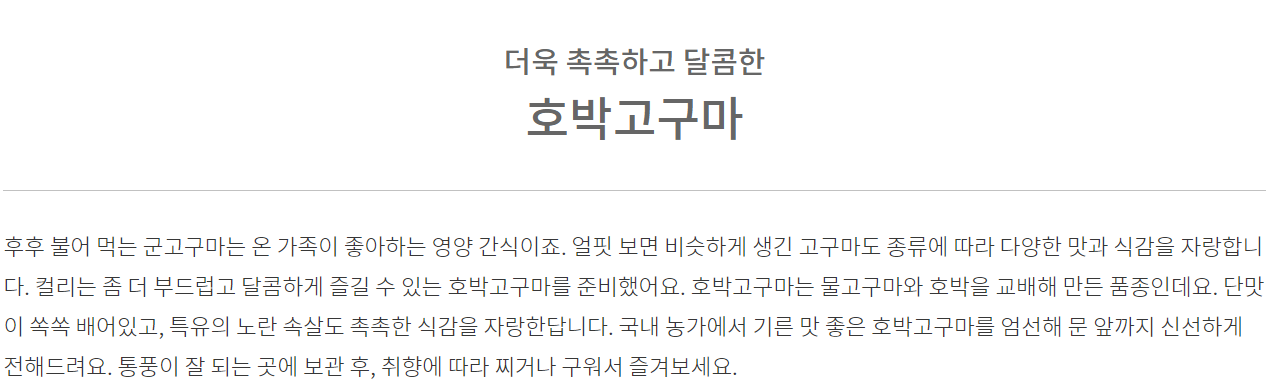 더욱 촉촉하고 달콤한
호박고구마
후후 불어 먹는 군고구마는 온 가족이 좋아하는 영양 간식이죠. 얼핏 보면 비슷하게 생긴 고구마도 종류에 따라 다양한 맛과 식감을 자랑합니
다. 컬리는 좀 더 부드럽고 달콤하게 즐길 수 있는 호박고구마를 준비했어요. 호박고구마는 물고구마와 호박을 교배해 만든 품종인데요. 단맛
이 쏙쏙 배어있고, 특유의 노란 속살도 촉촉한 식감을 자랑한답니다. 국내 농가에서 기른 맛 좋은 호박고구마를 엄선해 문 앞까지 신선하게
전해드려요. 통풍이 잘 되는 곳에 보관 후, 취향에 따라 찌거나 구워서 즐겨보세요.